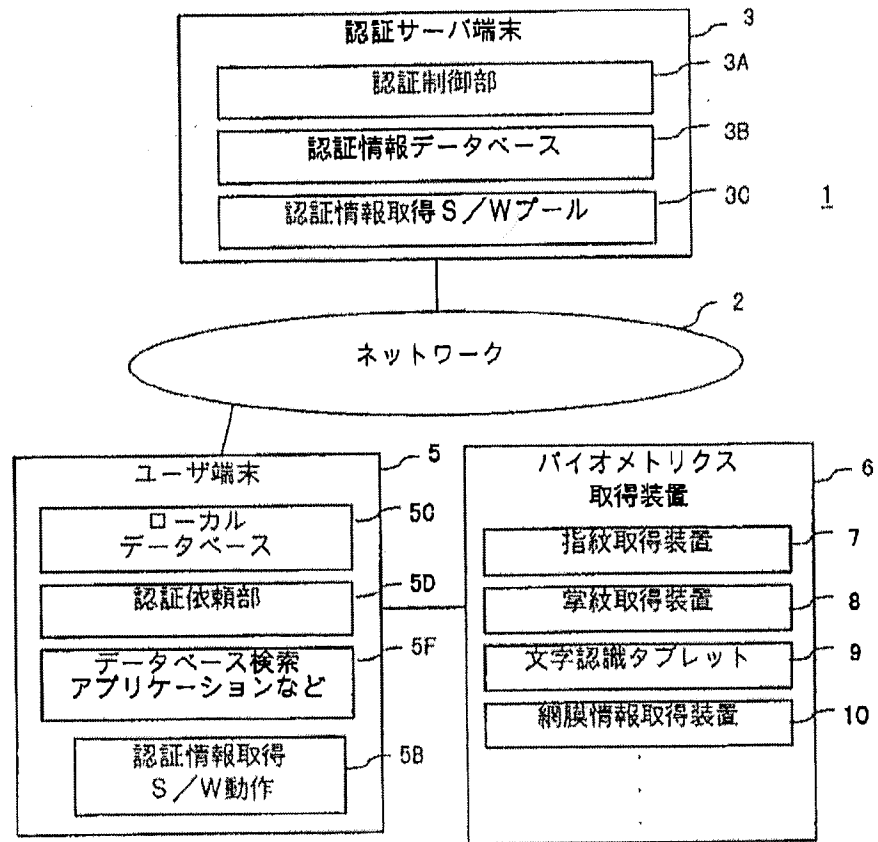 認証サーバ端末
3
認証制御部
3A
認証情報データベース
3B
認証情報取得S/Wプール
3C
1
ネットワーク
2
ユーザ端末
5
ローカル
データベース
5C
認証依頼部
5D
データベース検索
アプリケーションなど
5F
認証情報取得
S/W動作
5B
バイオメトリクス
取得装置
6
指紋取得装置
7
掌紋取得装置
8
文字認識タブレット
9
網膜情報取得装置
10